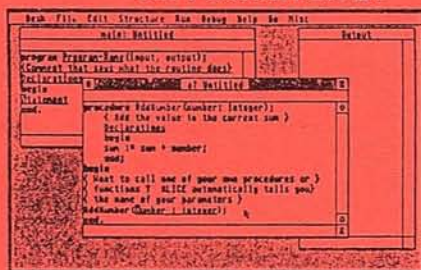 Desk File Edit Structure Run Debug Help Do Misc
main: Untitled
Output
program Program-Name(input, output);
{Comment that says what the routine does}
Declarations
begin
Statement
end.
of Untitled
procedure AddNumber(number: integer);
{ Add the value to the current sum }
Declarations
begin
sum := sum + number;
end;
begin
{ Want to call one of your own procedures or }
{ functions ? ALICE automatically tells you}
{ the name of your parameters }
AddNumber(number : integer);
end.